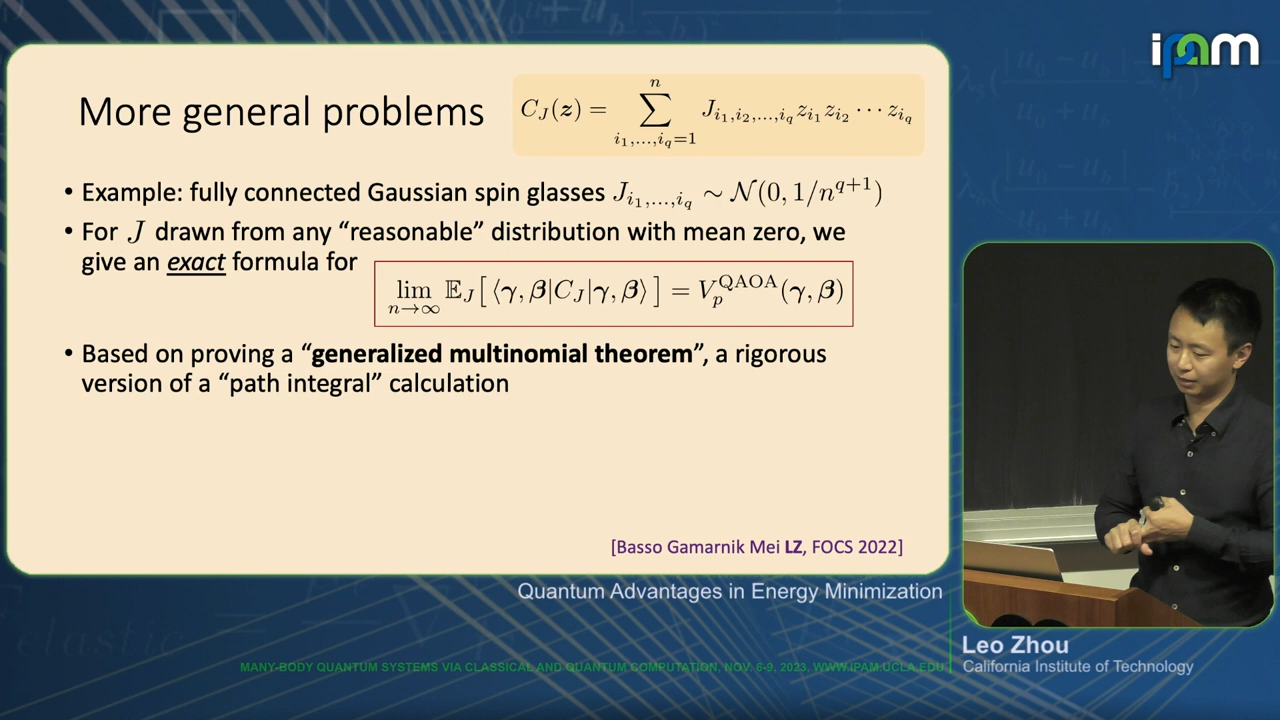 ipam
More general problems
C_J(z) = \sum_{i_1,...,i_q=1}^{n} J_{i_1,i_2,...,i_q} z_{i_1} z_{i_2} ··· z_{i_q}
• Example: fully connected Gaussian spin glasses J_{i_1,...,i_q} ∼ \mathcal{N}(0, 1/n^{q+1})
• For J drawn from any “reasonable” distribution with mean zero, we
give an exact formula for
\lim_{n→∞} 𝔼_J [ ⟨γ, β|C_J|γ, β⟩ ] = V_p^{QAOA}(γ, β)
• Based on proving a “generalized multinomial theorem”, a rigorous
version of a “path integral” calculation
[Basso Gamarnik Mei LZ, FOCS 2022]
Quantum Advantages in Energy Minimization
Leo Zhou
California Institute of Technology
MANY-BODY QUANTUM SYSTEMS VIA CLASSICAL AND QUANTUM COMPUTATION, NOV. 6-9, 2023, WWW.IPAM.UCLA.EDU
elastic